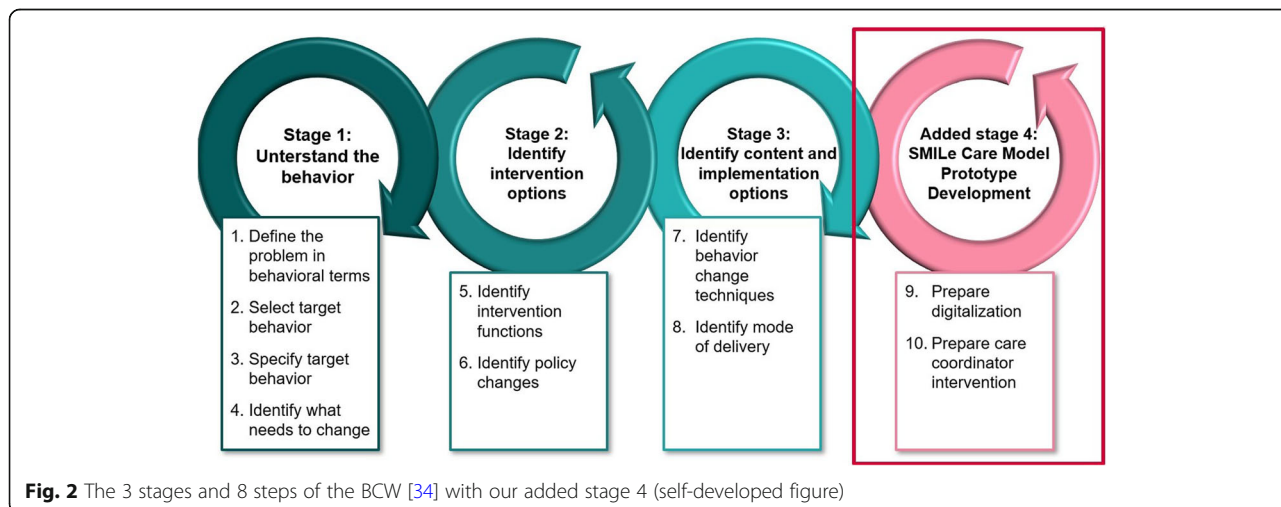 Stage 1:
Unterstand the
behavior
1. Define the
problem in
behavioral terms
2. Select target
behavior
3. Specify target
behavior
4. Identify what
needs to change
Stage 2:
Identify
intervention
options
5. Identify
intervention
functions
6. Identify policy
changes
Stage 3:
Identify content and
implementation
options
7. Identify
behavior
change
techniques
8. Identify mode
of delivery
Added stage 4:
SMILe Care Model
Prototype
Development
9. Prepare
digitalization
10. Prepare care
coordinator
intervention
Fig. 2 The 3 stages and 8 steps of the BCW [34] with our added stage 4 (self-developed figure)